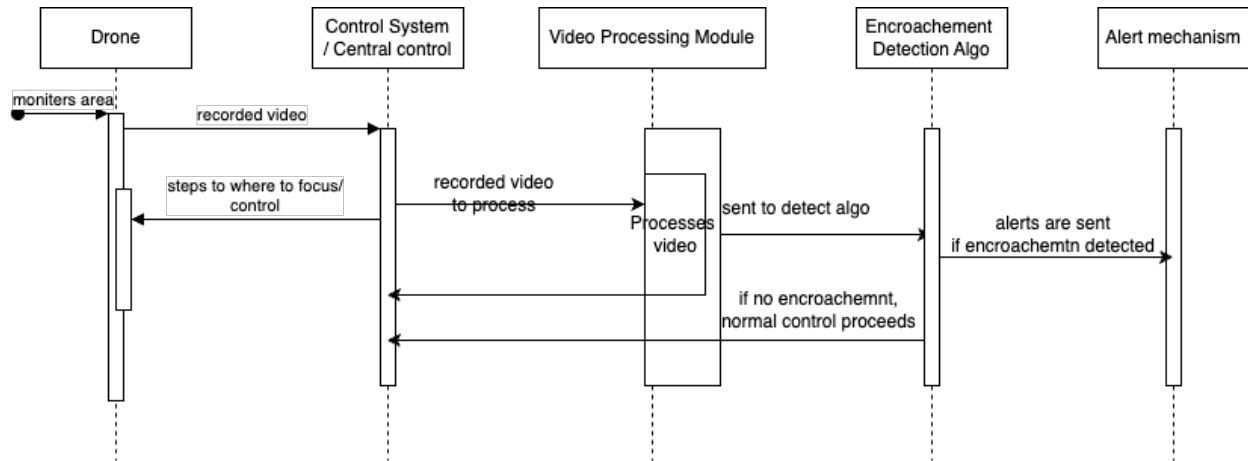 Drone
Control System
/ Central control
Video Processing Module
Encroachement
Detection Algo
Alert mechanism
moniters area
recorded video
steps to where to focus/
control
recorded video
to process
Processes
video
sent to detect algo
alerts are sent
if encroachemtn detected
if no encroachemnt,
normal control proceeds